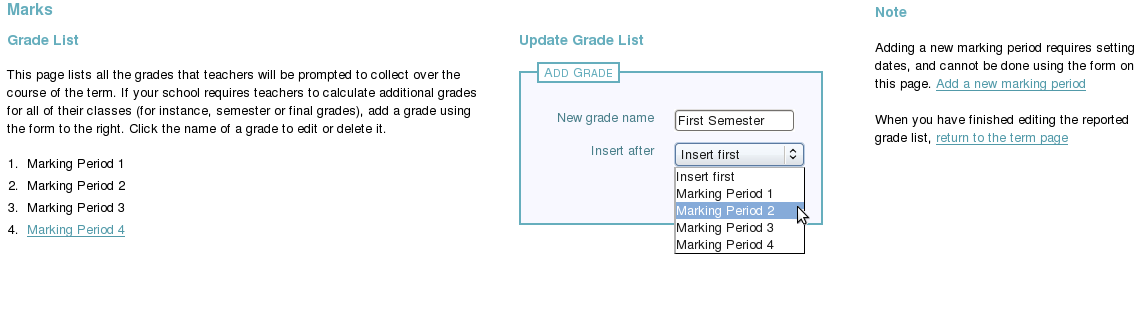 Marks
Grade List
This page lists all the grades that teachers will be prompted to collect over the
course of the term. If your school requires teachers to calculate additional grades
for all of their classes (for instance, semester or final grades), add a grade using
the form to the right. Click the name of a grade to edit or delete it.
1. Marking Period 1
2. Marking Period 2
3. Marking Period 3
4. Marking Period 4
Update Grade List
ADD GRADE
New grade name First Semester
Insert after Insert first
Insert first
Marking Period 1
Marking Period 2
Marking Period 3
Marking Period 4
Note
Adding a new marking period requires setting
dates, and cannot be done using the form on
this page. Add a new marking period
When you have finished editing the reported
grade list, return to the term page